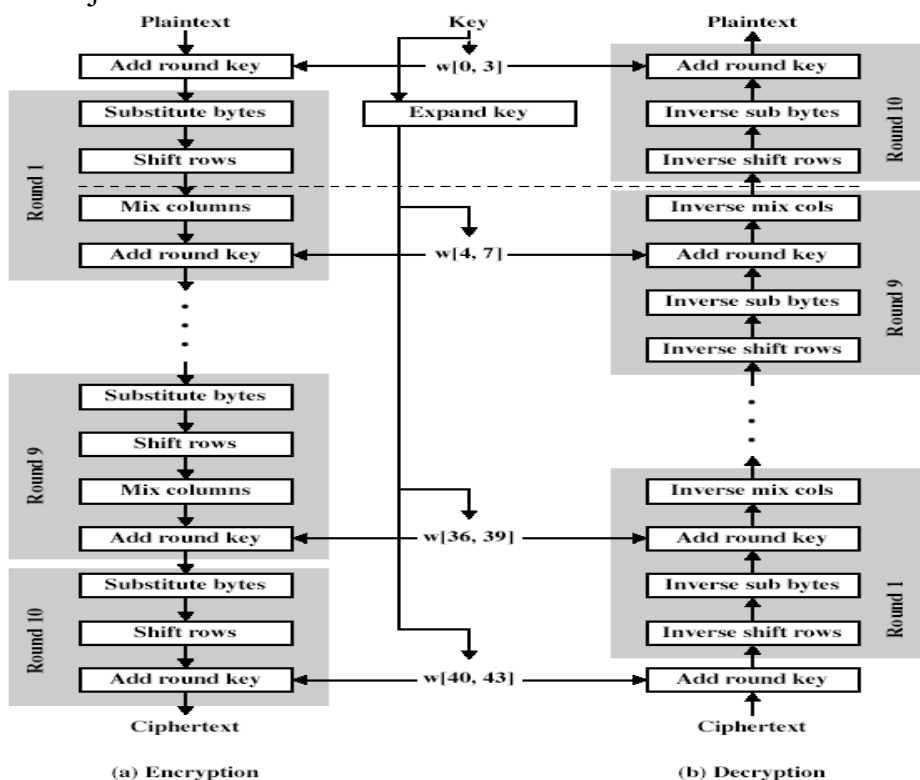 Plaintext
Add round key
Round 1
Substitute bytes
Shift rows
Mix columns
Add round key
Round 9
Substitute bytes
Shift rows
Mix columns
Add round key
Round 10
Substitute bytes
Shift rows
Add round key
Ciphertext
(a) Encryption
Key
w[0, 3]
Expand key
w[4, 7]
w[36, 39]
w[40, 43]
Plaintext
Add round key
Inverse sub bytes
Inverse shift rows
Round 10
Inverse mix cols
Add round key
Inverse sub bytes
Inverse shift rows
Round 9
Inverse mix cols
Add round key
Inverse sub bytes
Inverse shift rows
Round 1
Add round key
Ciphertext
(b) Decryption